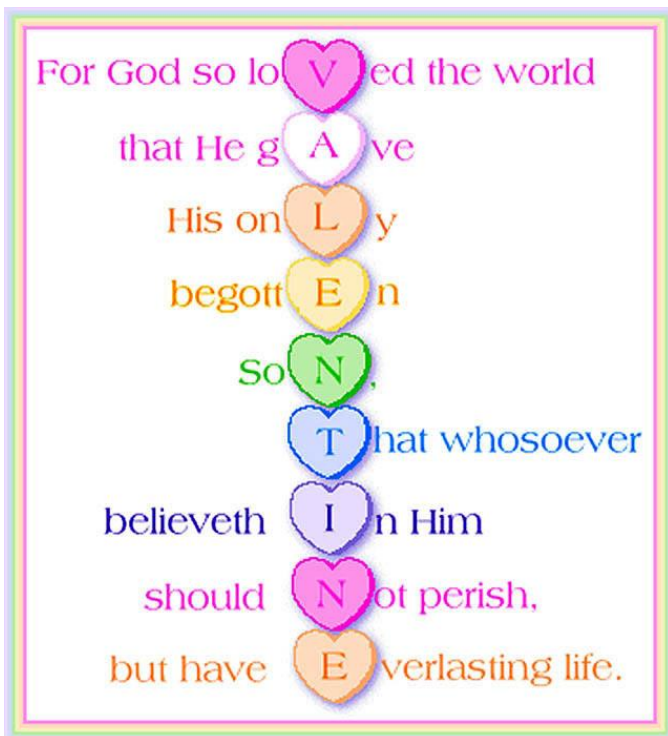 For God so loVed the world
that He gAve
His onLy
begottEn
SoN,
That whosoever
believeth In Him
should Not perish,
but have Everlasting life.